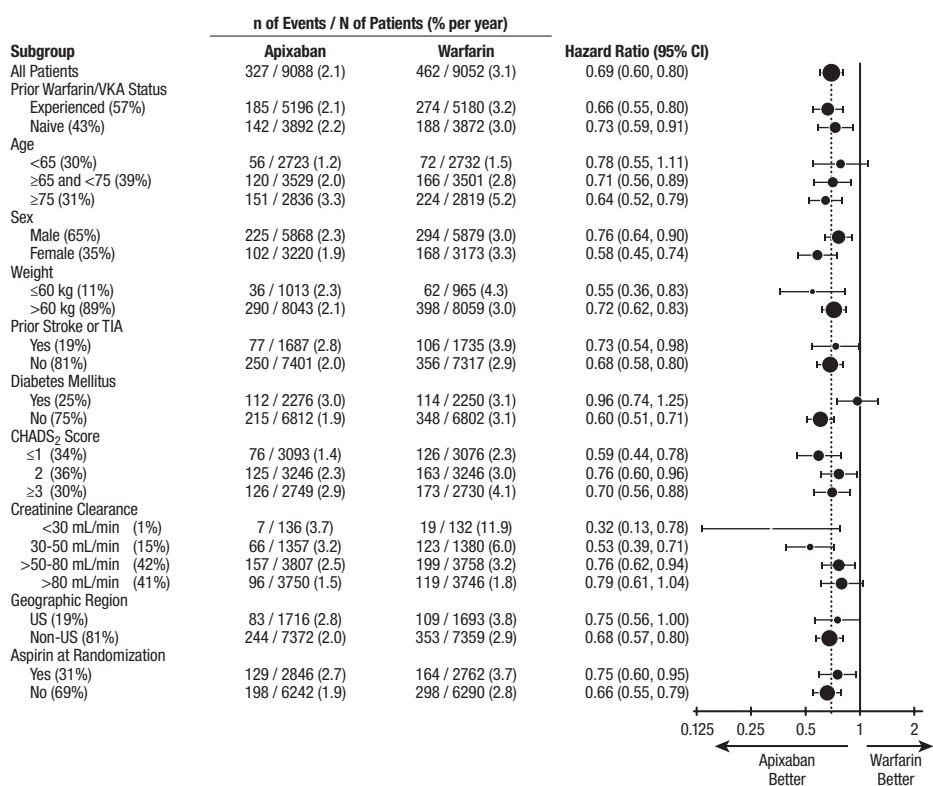 n of Events / N of Patients (% per year)
Subgroup Apixaban Warfarin Hazard Ratio (95% CI)
All Patients 327 / 9088 (2.1) 462 / 9052 (3.1) 0.69 (0.60, 0.80)
Prior Warfarin/VKA Status
Experienced (57%) 185 / 5196 (2.1) 274 / 5180 (3.2) 0.66 (0.55, 0.80)
Naive (43%) 142 / 3892 (2.2) 188 / 3872 (3.0) 0.73 (0.59, 0.91)
Age
<65 (30%) 56 / 2723 (1.2) 72 / 2732 (1.5) 0.78 (0.55, 1.11)
≥65 and <75 (39%) 120 / 3529 (2.0) 166 / 3501 (2.8) 0.71 (0.56, 0.89)
≥75 (31%) 151 / 2836 (3.3) 224 / 2819 (5.2) 0.64 (0.52, 0.79)
Sex
Male (65%) 225 / 5868 (2.3) 294 / 5879 (3.0) 0.76 (0.64, 0.90)
Female (35%) 102 / 3220 (1.9) 168 / 3173 (3.3) 0.58 (0.45, 0.74)
Weight
≤60 kg (11%) 36 / 1013 (2.3) 62 / 965 (4.3) 0.55 (0.36, 0.83)
>60 kg (89%) 290 / 8043 (2.1) 398 / 8059 (3.0) 0.72 (0.62, 0.83)
Prior Stroke or TIA
Yes (19%) 77 / 1687 (2.8) 106 / 1735 (3.9) 0.73 (0.54, 0.98)
No (81%) 250 / 7401 (2.0) 356 / 7317 (2.9) 0.68 (0.58, 0.80)
Diabetes Mellitus
Yes (25%) 112 / 2276 (3.0) 114 / 2250 (3.1) 0.96 (0.74, 1.25)
No (75%) 215 / 6812 (1.9) 348 / 6802 (3.1) 0.60 (0.51, 0.71)
CHADS₂ Score
≤1 (34%) 76 / 3093 (1.4) 126 / 3076 (2.3) 0.59 (0.44, 0.78)
2 (36%) 125 / 3246 (2.3) 163 / 3246 (3.0) 0.76 (0.60, 0.96)
≥3 (30%) 126 / 2749 (2.9) 173 / 2730 (4.1) 0.70 (0.56, 0.88)
Creatinine Clearance
<30 mL/min (1%) 7 / 136 (3.7) 19 / 132 (11.9) 0.32 (0.13, 0.78)
30-50 mL/min (15%) 66 / 1357 (3.2) 123 / 1380 (6.0) 0.53 (0.39, 0.71)
>50-80 mL/min (42%) 157 / 3807 (2.5) 199 / 3758 (3.2) 0.76 (0.62, 0.94)
>80 mL/min (41%) 96 / 3750 (1.5) 119 / 3746 (1.8) 0.79 (0.61, 1.04)
Geographic Region
US (19%) 83 / 1716 (2.8) 109 / 1693 (3.8) 0.75 (0.56, 1.00)
Non-US (81%) 244 / 7372 (2.0) 353 / 7359 (2.9) 0.68 (0.57, 0.80)
Aspirin at Randomization
Yes (31%) 129 / 2846 (2.7) 164 / 2762 (3.7) 0.75 (0.60, 0.95)
No (69%) 198 / 6242 (1.9) 298 / 6290 (2.8) 0.66 (0.55, 0.79)
0.125 0.25 0.5 1 2
Apixaban Warfarin
Better Better